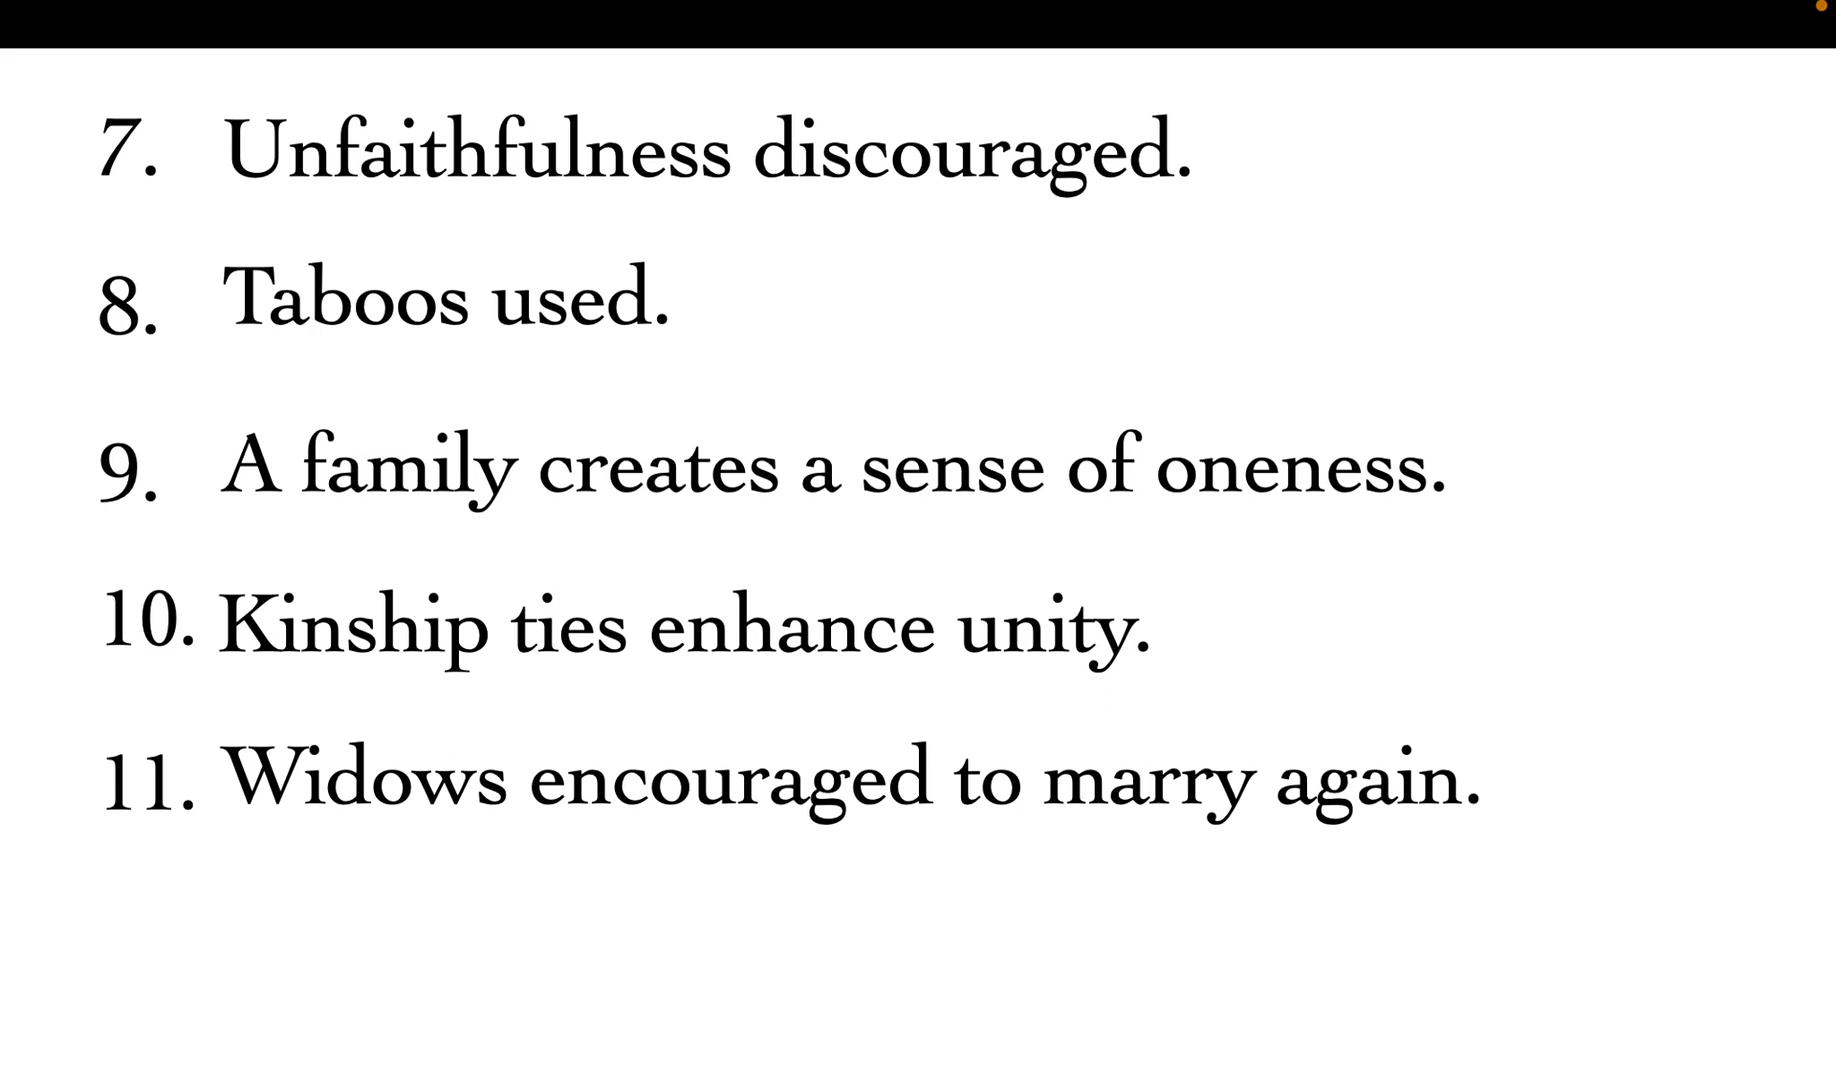 7. Unfaithfulness discouraged.
8. Taboos used.
9. A family creates a sense of oneness.
10. Kinship ties enhance unity.
11. Widows encouraged to marry again.